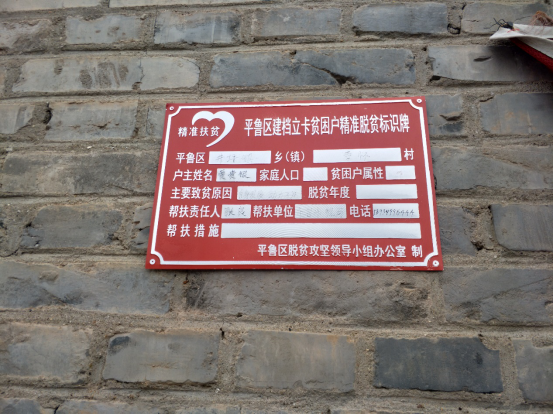 精准扶贫
平鲁区建档立卡贫困户精准脱贫标识牌
平鲁区 乡(镇) 村
户主姓名 家庭人口 贫困户属性
主要致贫原因 脱贫年度
帮扶责任人 帮扶单位 电话
帮扶措施
平鲁区脱贫攻坚领导小组办公室 制